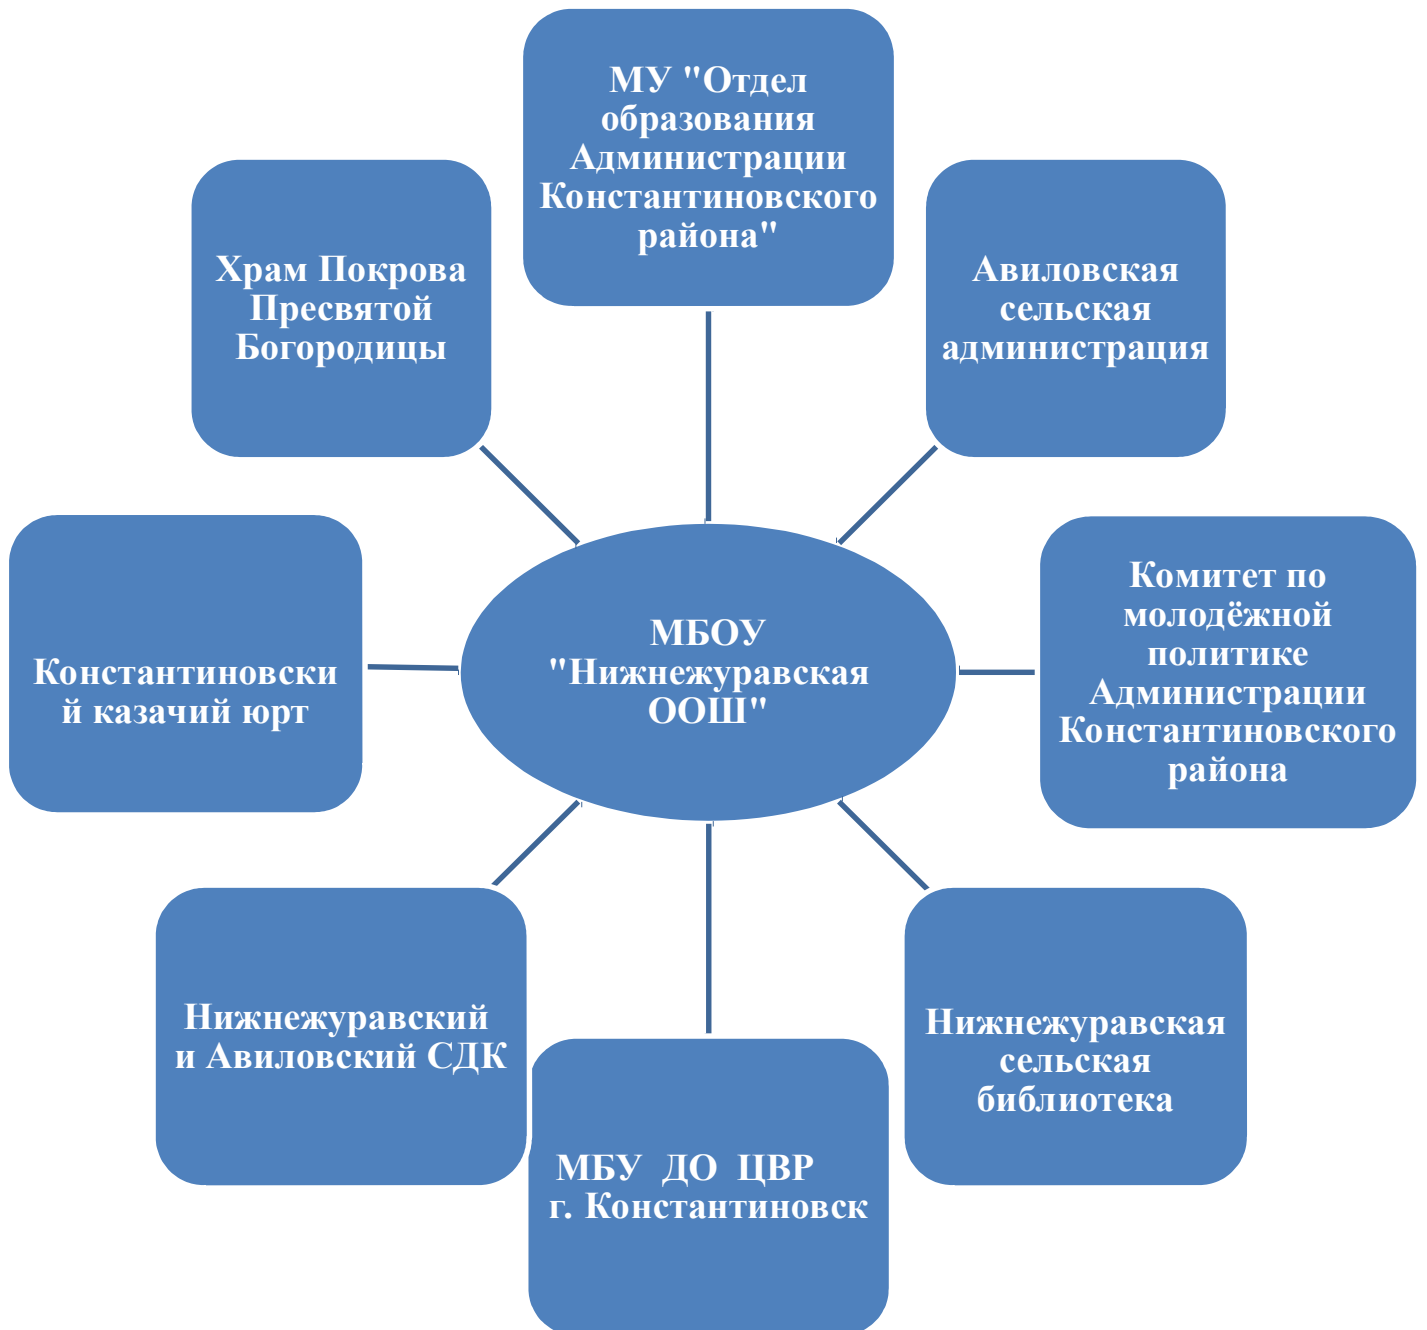 МУ "Отдел
образования
Администрации
Константиновского
района"
Храм Покрова
Пресвятой
Богородицы
Авиловская
сельская
администрация
Константиновски
й казачий юрт
МБОУ
"Нижнежуравская
ООШ"
Комитет по
молодёжной
политике
Администрации
Константиновского
района
Нижнежуравский
и Авиловский СДК
МБУ  ДО  ЦВР
г. Константиновск
Нижнежуравская
сельская
библиотека